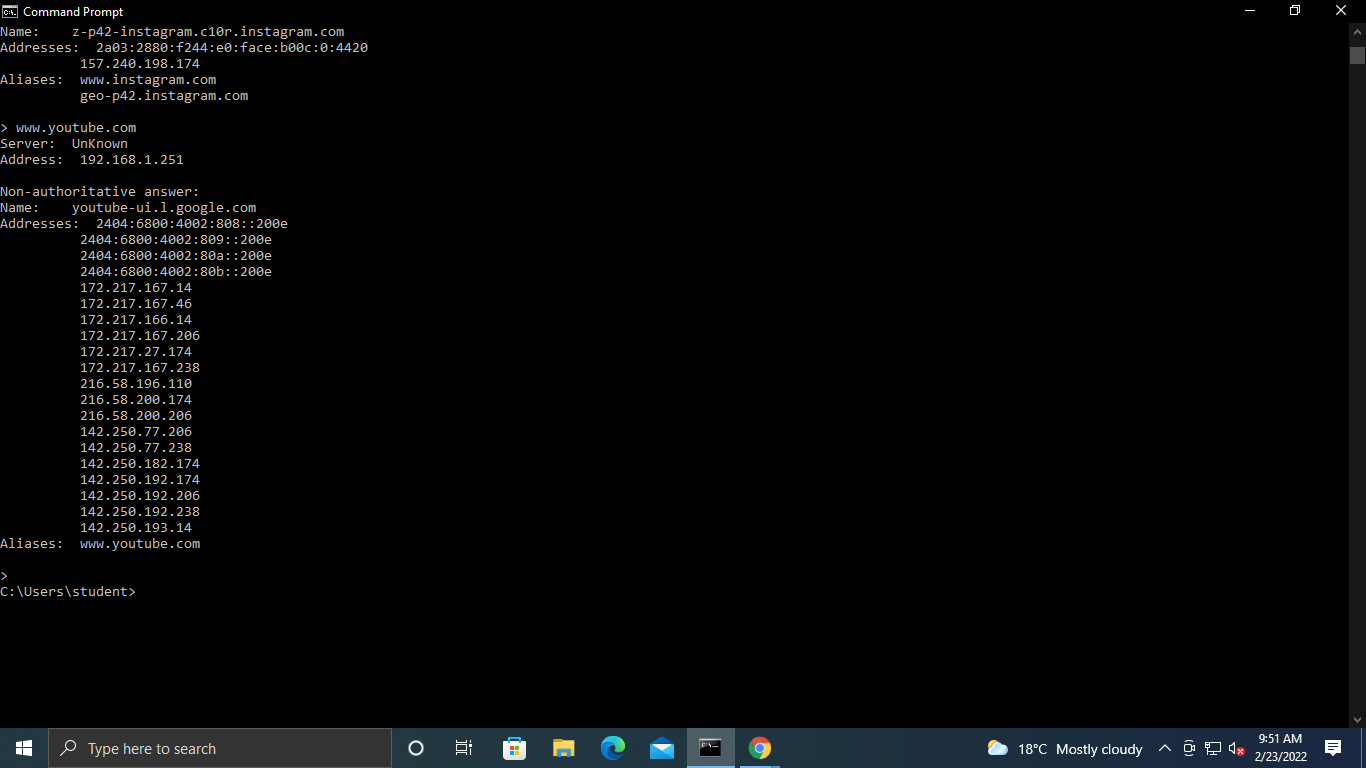 Command Prompt
Name:    z-p42-instagram.c10r.instagram.com
Addresses:  2a03:2880:f244:e0:face:b00c:0:4420
          157.240.198.174
Aliases:  www.instagram.com
          geo-p42.instagram.com
> www.youtube.com
Server:  UnKnown
Address:  192.168.1.251
Non-authoritative answer:
Name:    youtube-ui.l.google.com
Addresses:  2404:6800:4002:808::200e
          2404:6800:4002:809::200e
          2404:6800:4002:80a::200e
          2404:6800:4002:80b::200e
          172.217.167.14
          172.217.167.46
          172.217.166.14
          172.217.167.206
          172.217.27.174
          172.217.167.238
          216.58.196.110
          216.58.200.174
          216.58.200.206
          142.250.77.206
          142.250.77.238
          142.250.182.174
          142.250.192.174
          142.250.192.206
          142.250.192.238
          142.250.193.14
Aliases:  www.youtube.com
>
C:\Users\student>
Type here to search
18°C Mostly cloudy
9:51 AM
2/23/2022